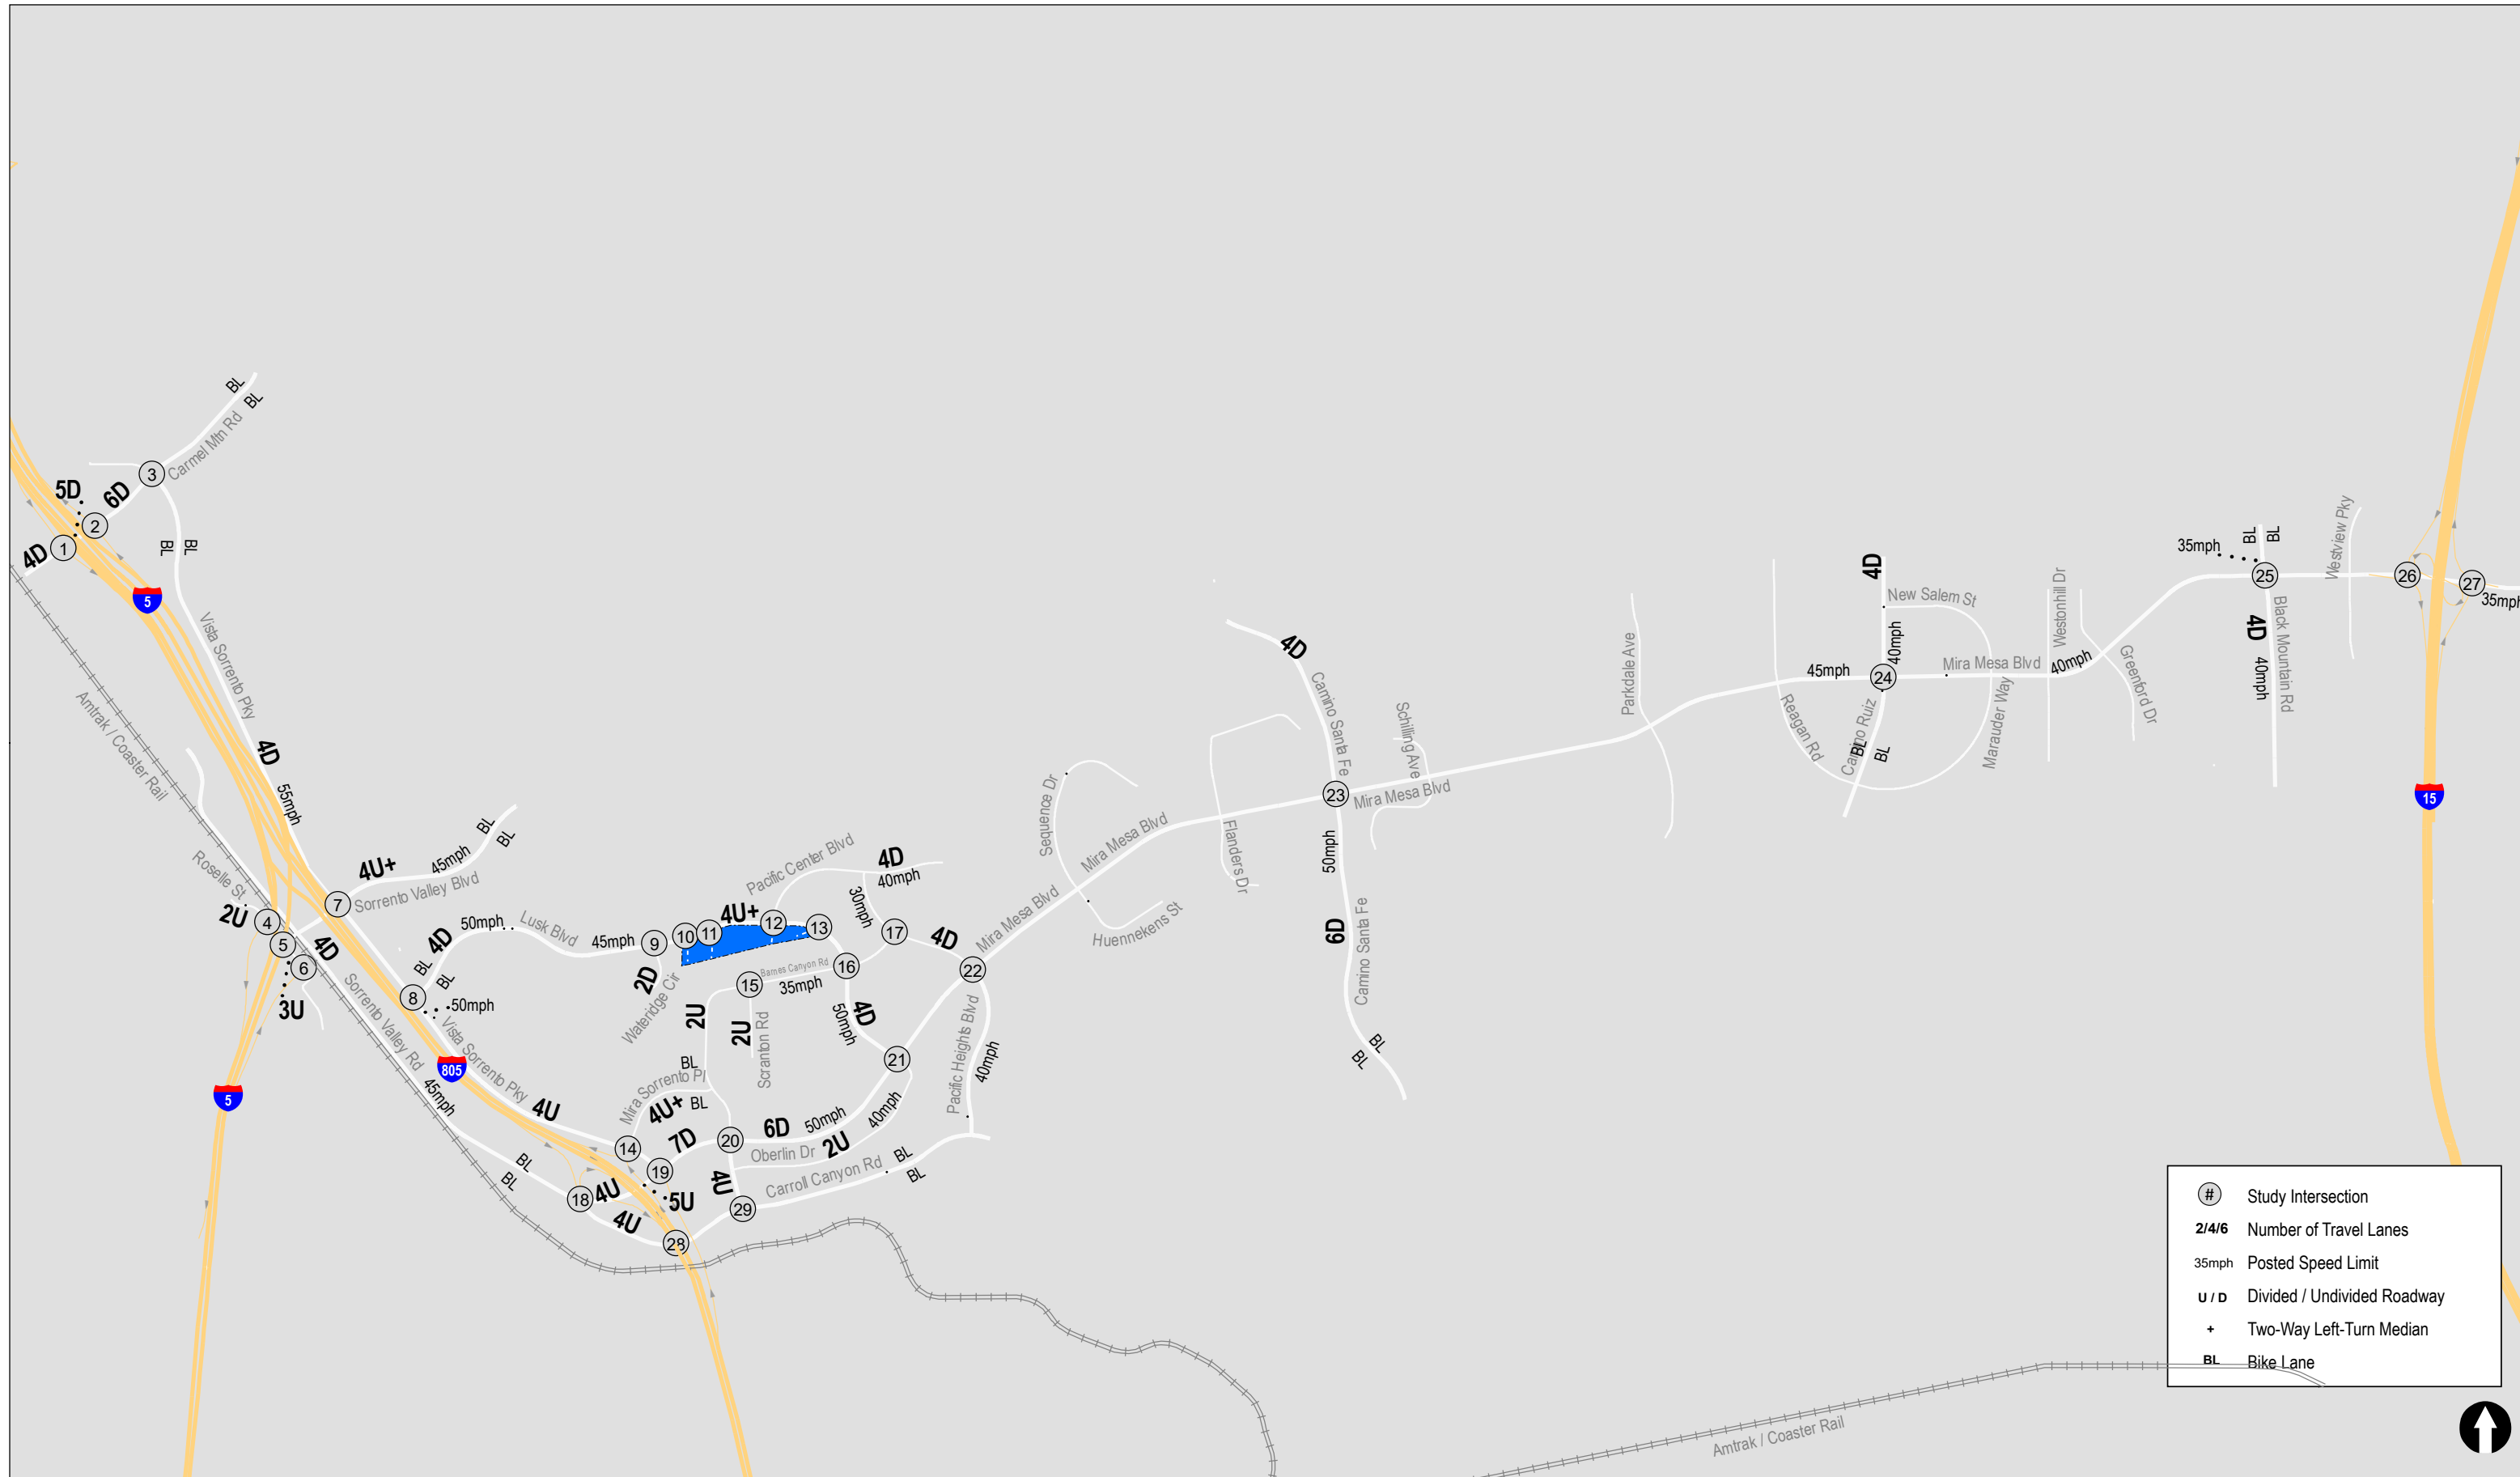 BL
BL
Carmel Mtn Rd
3
5D
6D
2
1
4D
BL
BL
5
Vista Sorrento Pky
Amtrak / Coaster Rail
4D
55mph
Roselle St
2U
4
5
6
3U
4D
7
4U+
45mph
BL
BL
Sorrento Valley Blvd
8
BL
BL
4D
50mph
50mph
Lusk Blvd
45mph
9
10
11
4U+
12
13
Pacific Center Blvd
4D
40mph
30mph
17
4D
2D
Wateridge Cir
15
Barnes Canyon Rd
35mph
16
2U
2U
Scranton Rd
4D
50mph
21
22
Mira Mesa Blvd
Pacific Heights Blvd
40mph
Sorrento Valley Rd
45mph
805
5
Vista Sorrento Pky
4U
BL
Mira Sorrento Pl
4U+
BL
14
7D
19
20
6D
50mph
40mph
Oberlin Dr
2U
4U
Carroll Canyon Rd
BL
BL
BL
BL
18
4U
5U
4U
28
29
Sequence Dr
Mira Mesa Blvd
Huennekens St
Flanders Dr
4D
Camino Santa Fe
23
Schilling Ave
Mira Mesa Blvd
50mph
6D
Camino Santa Fe
BL
BL
Parkdale Ave
Reagan Rd
45mph
4D
New Salem St
40mph
24
Mira Mesa Blvd
Camino Ruiz
BL
BL
Marauder Way
Westonhill Dr
40mph
Greenford Dr
35mph
BL
BL
25
4D
40mph
Black Mountain Rd
Westview Pky
26
27
35mph
15
# Study Intersection
2/4/6 Number of Travel Lanes
35mph Posted Speed Limit
U / D Divided / Undivided Roadway
+ Two-Way Left-Turn Median
BL Bike Lane
Amtrak / Coaster Rail